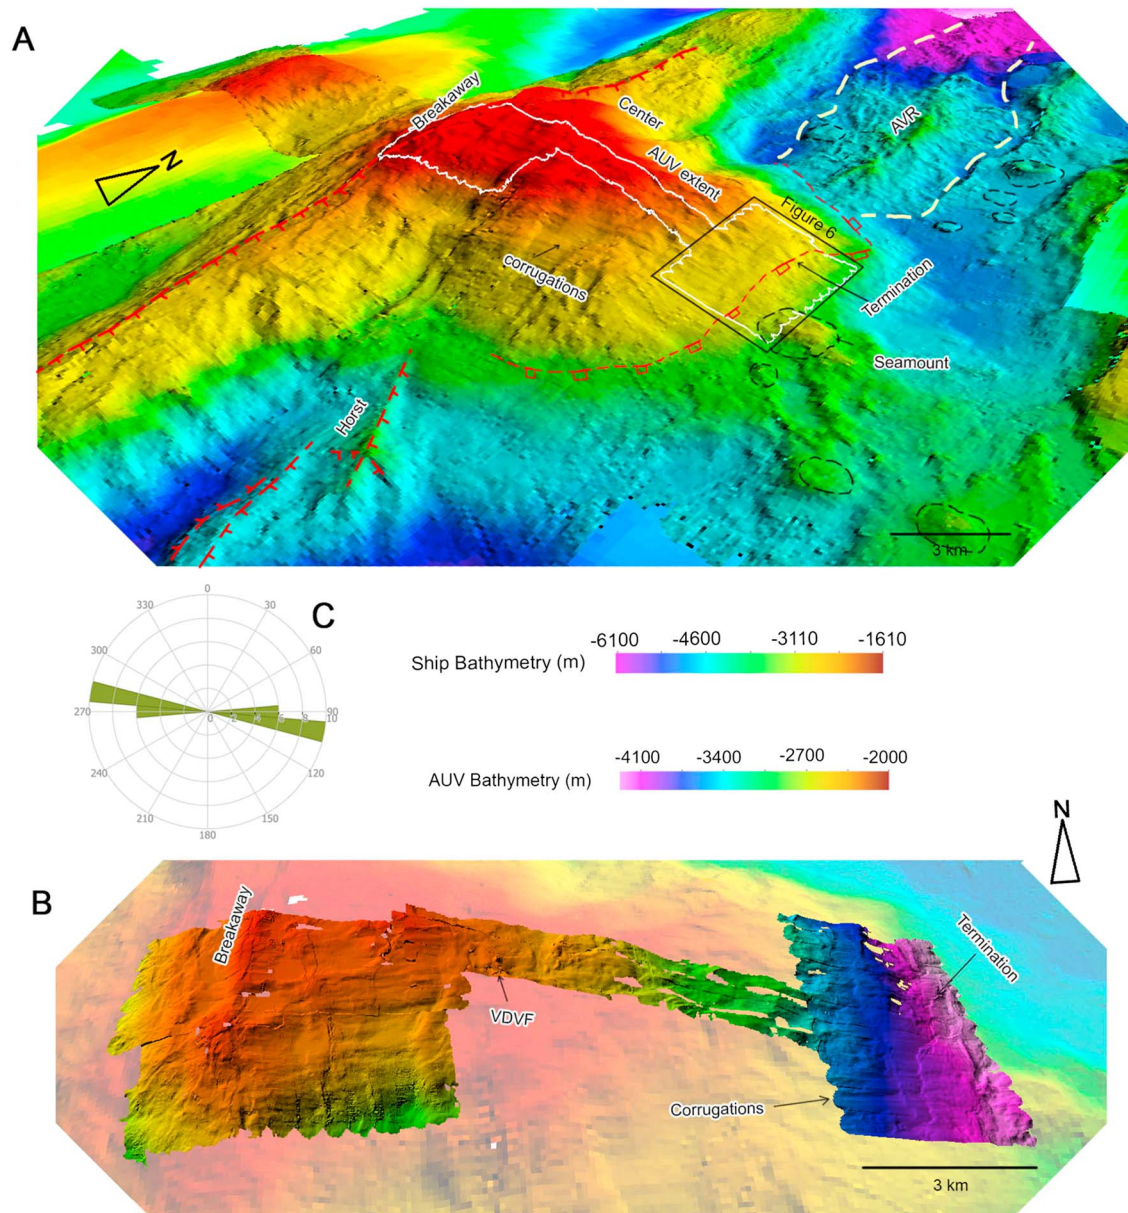 A
Breakaway
Center
AVR
N
AUV extent
Figure 6
corrugations
Termination
Seamount
Horst
3 km
C
0
30
60
90
120
150
180
210
240
270
300
330
0 2 4 6 8 10
Ship Bathymetry (m)
-6100 -4600 -3110 -1610
AUV Bathymetry (m)
-4100 -3400 -2700 -2000
N
B
Breakaway
Termination
VDVF
Corrugations
3 km